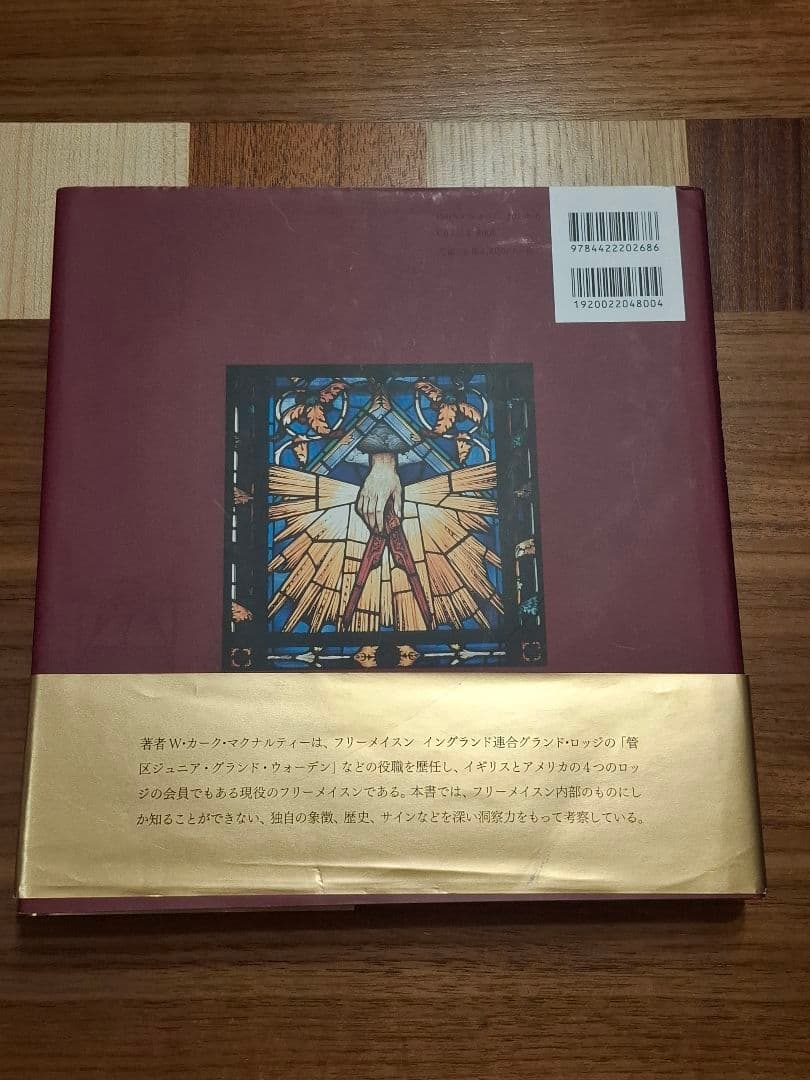 9784422202686
1920022048004
著者W・カーク・マクナルティーは、フリーメイスン イングランド連合グランド・ロッジの「管
区ジュニア・グランド・ウォーデン」などの役職を歴任し、イギリスとアメリカの4つのロッ
ジの会員でもある現役のフリーメイスンである。本書では、フリーメイスン内部のものにし
か知ることができない、独自の象徴、歴史、サインなどを深い洞察力をもって考察している。